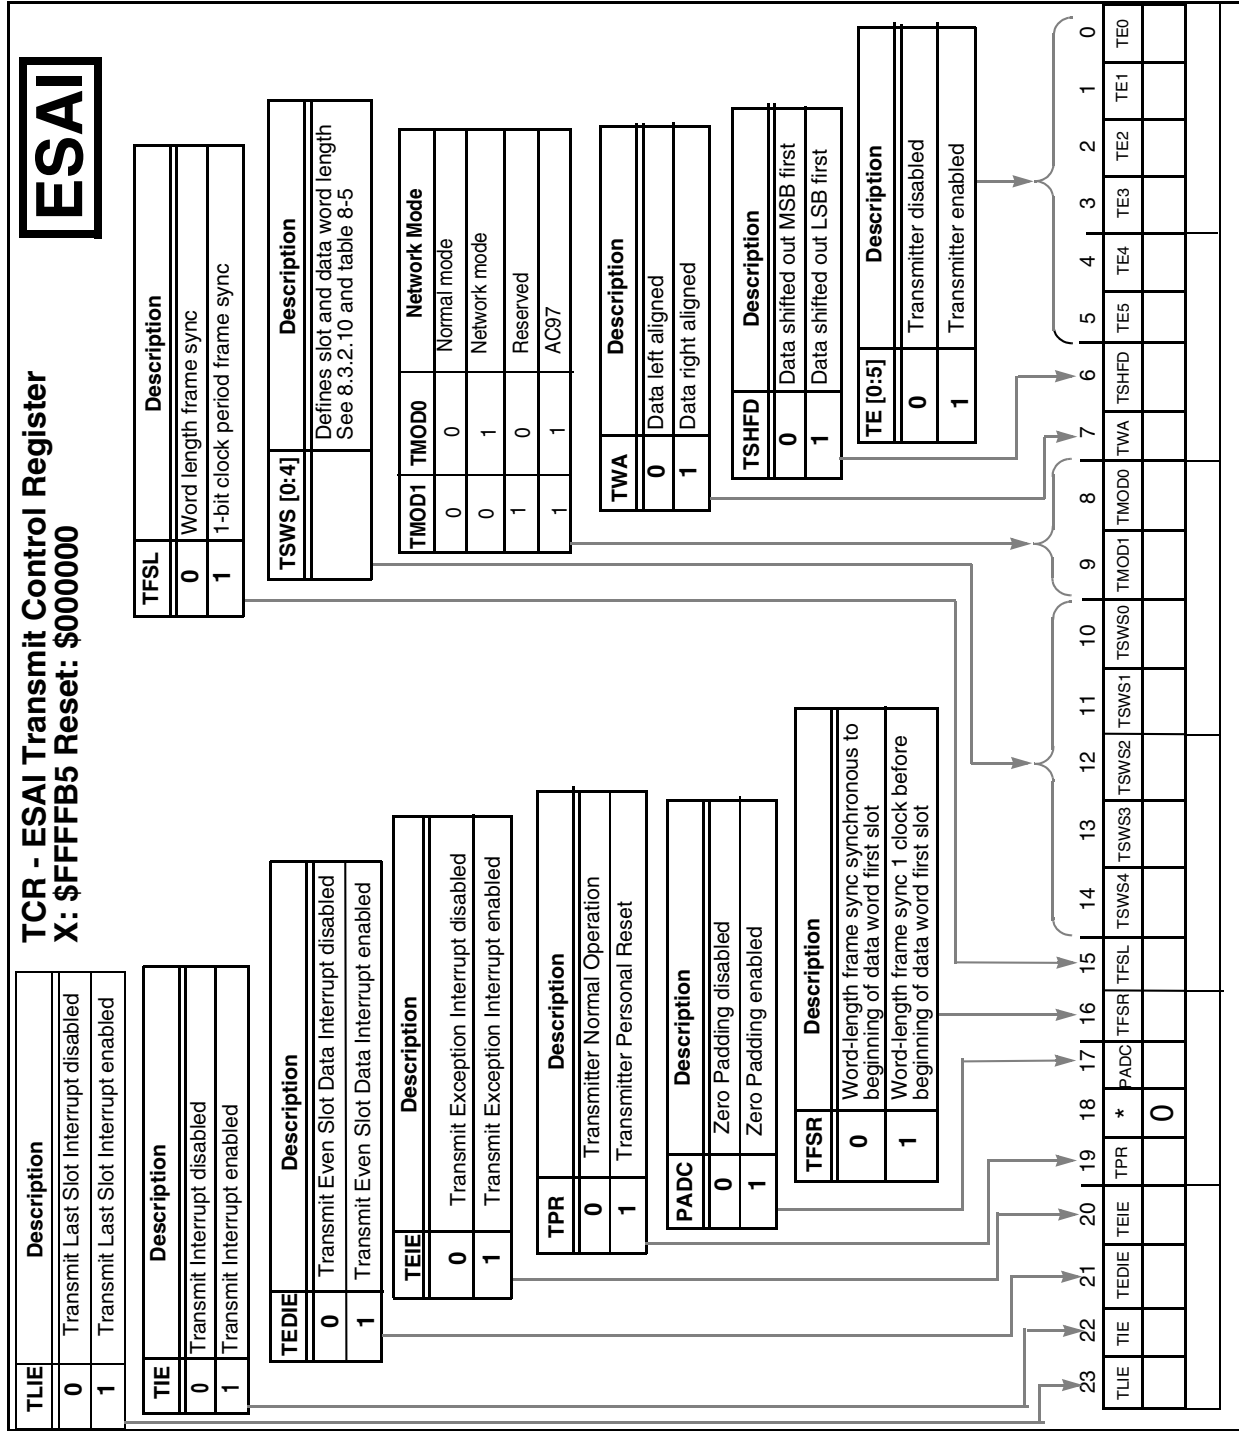 TCR - ESAI Transmit Control Register
X: $FFFFB5 Reset: $000000
ESAI
TLIE Description
0 Transmit Last Slot Interrupt disabled
1 Transmit Last Slot Interrupt enabled
TIE Description
0 Transmit Interrupt disabled
1 Transmit Interrupt enabled
TEDIE Description
0 Transmit Even Slot Data Interrupt disabled
1 Transmit Even Slot Data Interrupt enabled
TEIE Description
0 Transmit Exception Interrupt disabled
1 Transmit Exception Interrupt enabled
TPR Description
0 Transmitter Normal Operation
1 Transmitter Personal Reset
PADC Description
0 Zero Padding disabled
1 Zero Padding enabled
TFSR Description
0 Word-length frame sync synchronous to
beginning of data word first slot
1 Word-length frame sync 1 clock before
beginning of data word first slot
TFSL Description
0 Word length frame sync
1 1-bit clock period frame sync
TSWS [0:4] Description
Defines slot and data word length
See 8.3.2.10 and table 8-5
TMOD1 TMOD0 Network Mode
0 0 Normal mode
0 1 Network mode
1 0 Reserved
1 1 AC97
TWA Description
0 Data left aligned
1 Data right aligned
TSHFD Description
0 Data shifted out MSB first
1 Data shifted out LSB first
TE [0:5] Description
0 Transmitter disabled
1 Transmitter enabled
23 22 21 20 19 18 17 16 15 14 13 12 11 10 9 8 7 6 5 4 3 2 1 0
TLIE TIE TEDIE TEIE TPR * PADC TFSR TFSL TSWS4 TSWS3 TSWS2 TSWS1 TSWS0 TMOD1 TMOD0 TWA TSHFD TE5 TE4 TE3 TE2 TE1 TE0
0